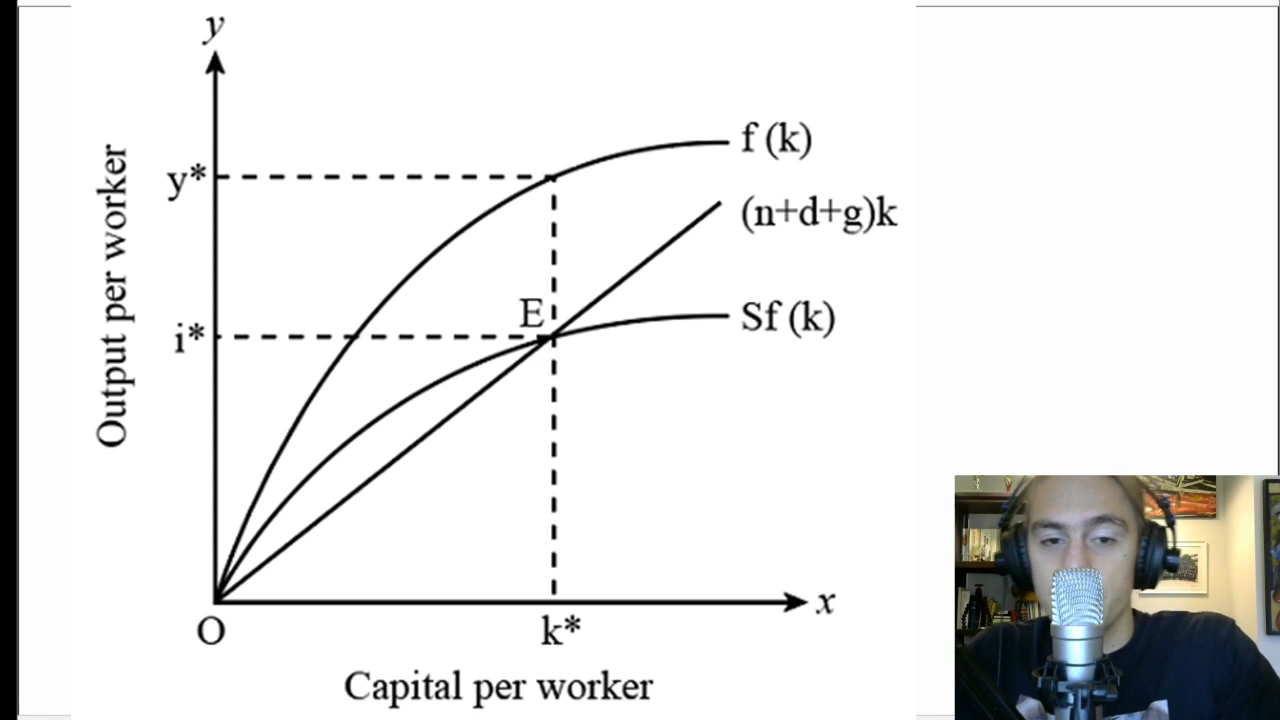 y
f (k)
y*
(n+d+g)k
E
Sf (k)
i*
Output per worker
x
O
k*
Capital per worker